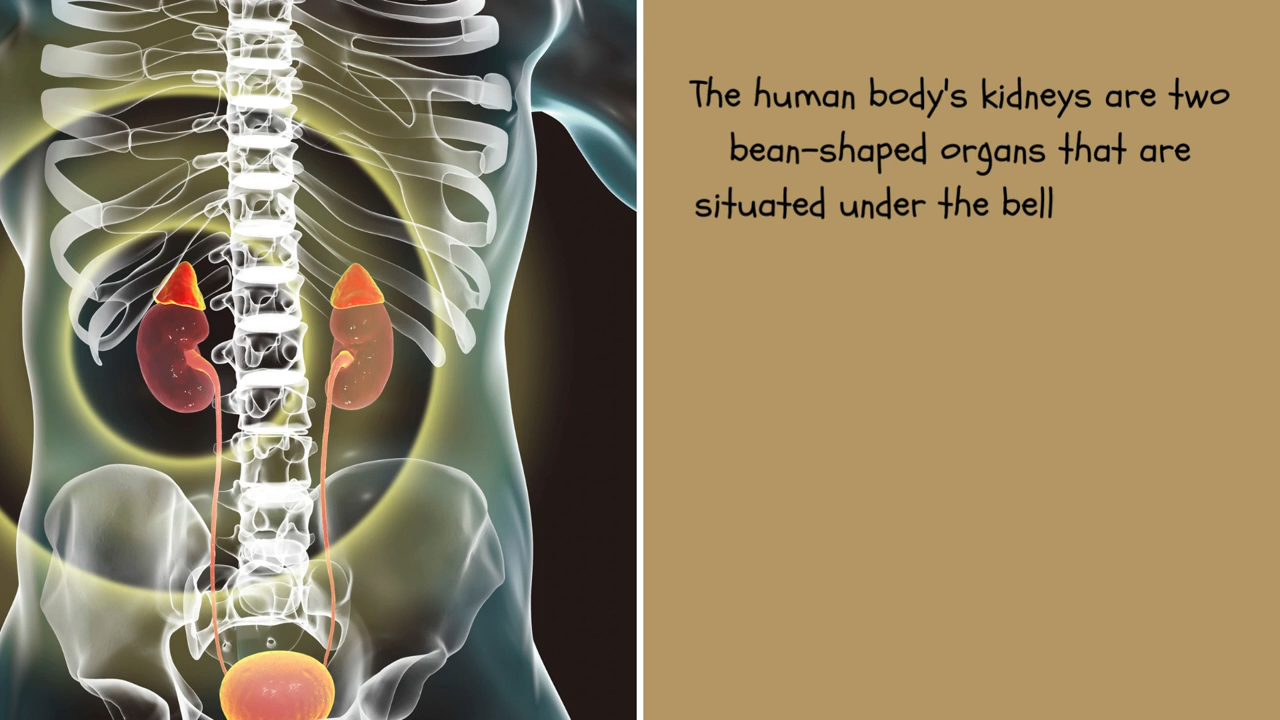 The human body's kidneys are two
bean-shaped organs that are
situated under the bell